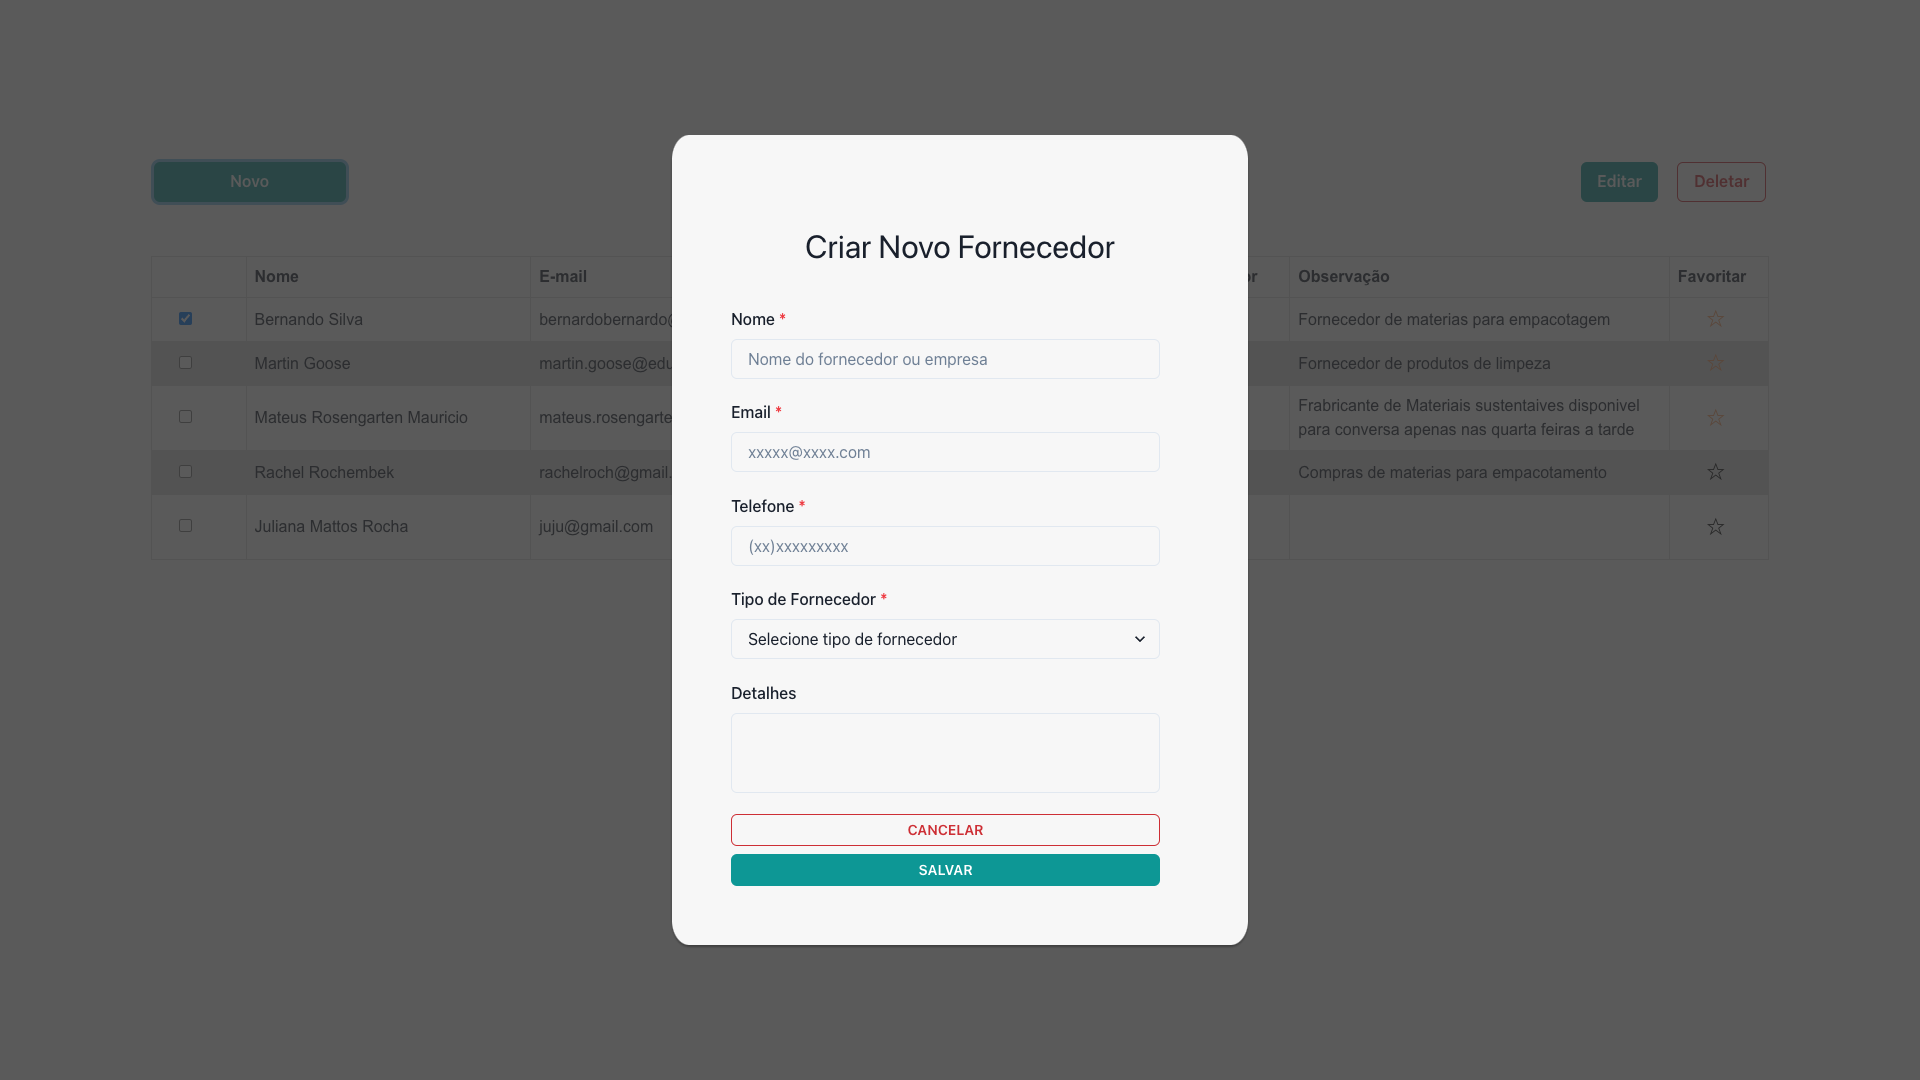 Novo
Editar
Deletar
Nome
E-mail
or
Observação
Favoritar
Bernando Silva
bernardobernardo@
Fornecedor de materias para empacotagem
Martin Goose
martin.goose@edu
Fornecedor de produtos de limpeza
Mateus Rosengarten Mauricio
mateus.rosengarte
Frabricante de Materiais sustentaives disponivel
para conversa apenas nas quarta feiras a tarde
Rachel Rochembek
rachelroch@gmail.
Compras de materias para empacotamento
Juliana Mattos Rocha
juju@gmail.com
Criar Novo Fornecedor
Nome *
Nome do fornecedor ou empresa
Email *
xxxxx@xxxx.com
Telefone *
(xx)xxxxxxxxx
Tipo de Fornecedor *
Selecione tipo de fornecedor
Detalhes
CANCELAR
SALVAR